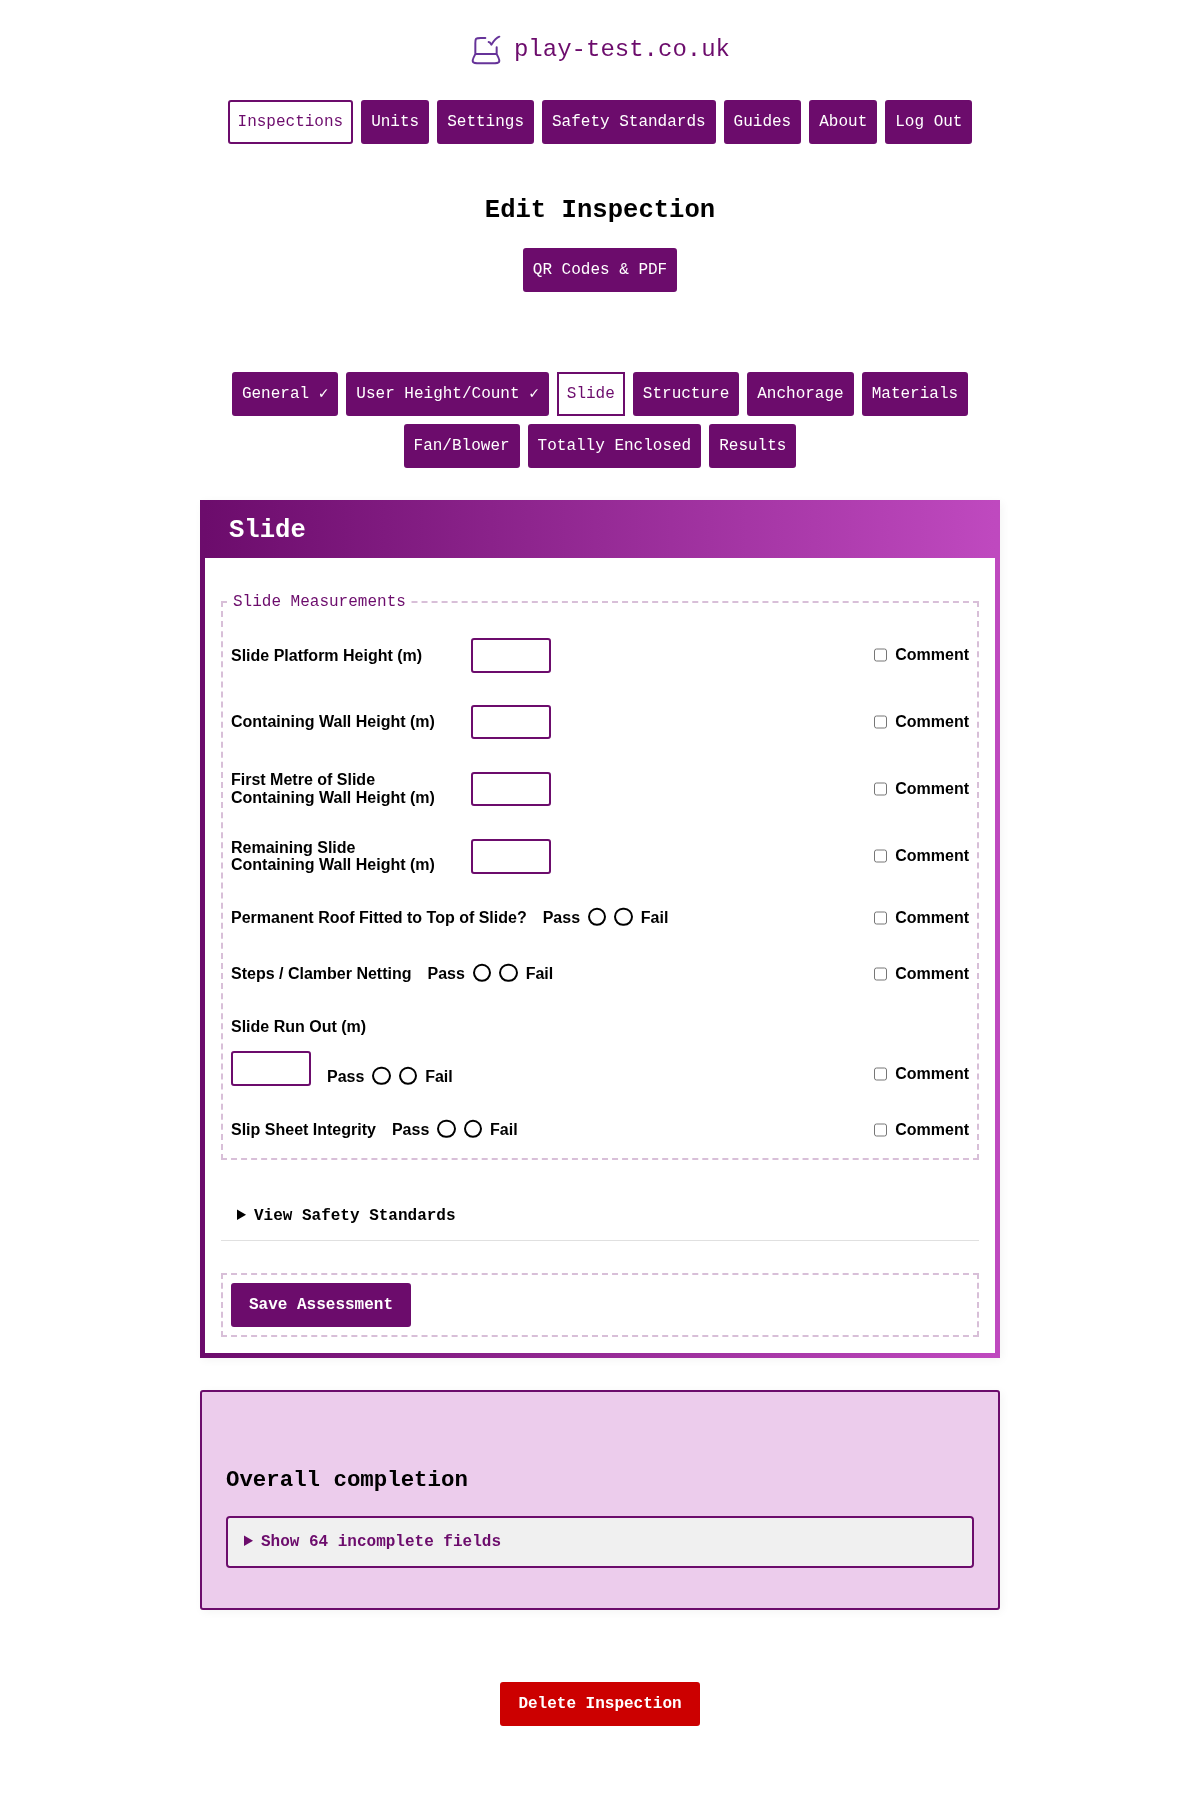 play-test.co.uk
Inspections Units Settings Safety Standards Guides About Log Out
Edit Inspection
QR Codes & PDF
General ✓ User Height/Count ✓ Slide Structure Anchorage Materials
Fan/Blower Totally Enclosed Results
Slide
Slide Measurements
Slide Platform Height (m) Comment
Containing Wall Height (m) Comment
First Metre of Slide
Containing Wall Height (m) Comment
Remaining Slide
Containing Wall Height (m) Comment
Permanent Roof Fitted to Top of Slide? Pass Fail Comment
Steps / Clamber Netting Pass Fail Comment
Slide Run Out (m)
Pass Fail Comment
Slip Sheet Integrity Pass Fail Comment
View Safety Standards
Save Assessment
Overall completion
Show 64 incomplete fields
Delete Inspection